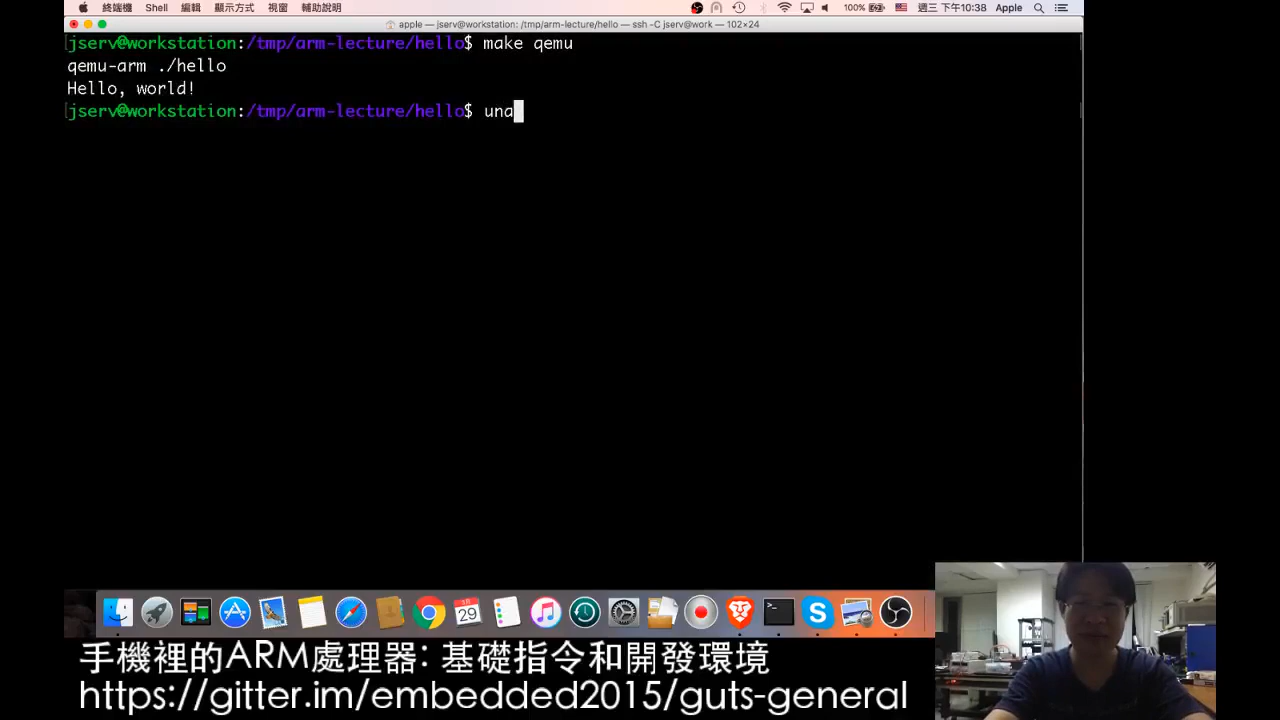 終端機 Shell 編輯 顯示方式 視窗 輔助說明 100% 週三 下午10:38 Apple
apple — jserv@workstation: /tmp/arm-lecture/hello — ssh -C jserv@work — 102×24
jserv@workstation:/tmp/arm-lecture/hello$ make qemu
qemu-arm ./hello
Hello, world!
jserv@workstation:/tmp/arm-lecture/hello$ una
29
手機裡的ARM處理器: 基礎指令和開發環境
https://gitter.im/embedded2015/guts-general